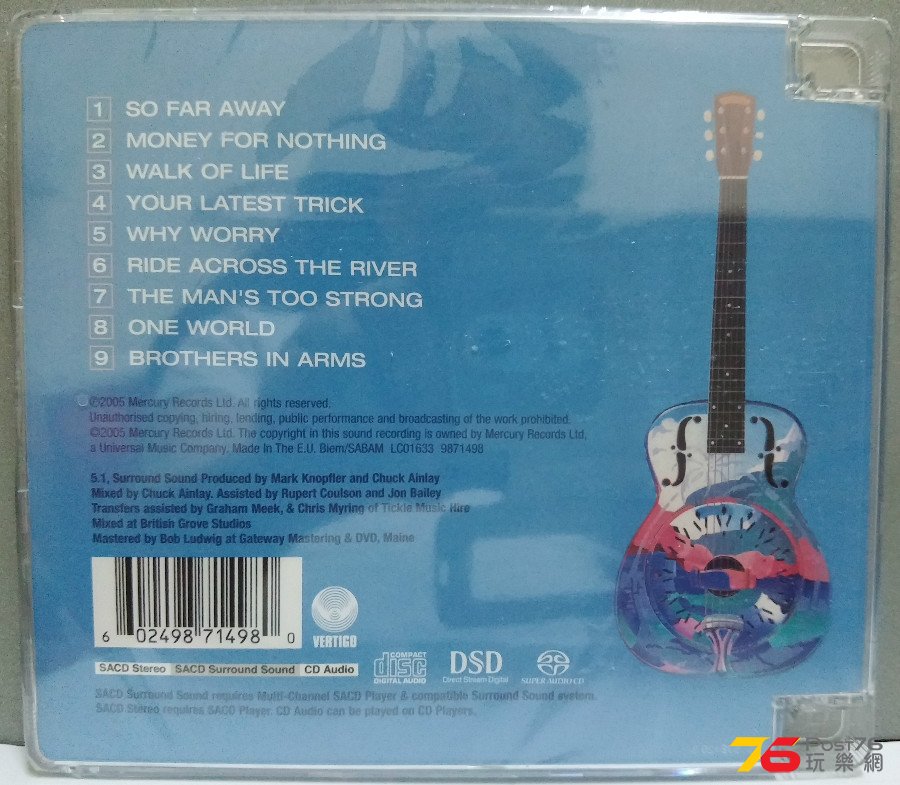 1 SO FAR AWAY
2 MONEY FOR NOTHING
3 WALK OF LIFE
4 YOUR LATEST TRICK
5 WHY WORRY
6 RIDE ACROSS THE RIVER
7 THE MAN'S TOO STRONG
8 ONE WORLD
9 BROTHERS IN ARMS
℗2005 Mercury Records Ltd. All rights reserved.
Unauthorised copying, hiring, lending, public performance and broadcasting of the work prohibited.
©2005 Mercury Records Ltd. The copyright in this sound recording is owned by Mercury Records Ltd,
a Universal Music Company. Made In The E.U. Biem/SABAM LC01633 9871498
5.1, Surround Sound Produced by Mark Knopfler and Chuck Ainlay
Mixed by Chuck Ainlay. Assisted by Rupert Coulson and Jon Bailey
Transfers assisted by Graham Meek, & Chris Myring of Tickle Music Hire
Mixed at British Grove Studios
Mastered by Bob Ludwig at Gateway Mastering & DVD, Maine
6 02498 71498 0
VERTIGO
SACD Stereo SACD Surround Sound CD Audio
COMPACT disc DIGITAL AUDIO
DSD Direct Stream Digital
SUPER AUDIO CD
SACD Surround Sound requires Multi-Channel SACD Player & compatible Surround Sound system.
SACD Stereo requires SACD Player. CD Audio can be played on CD Players.
76 Post76
玩樂網